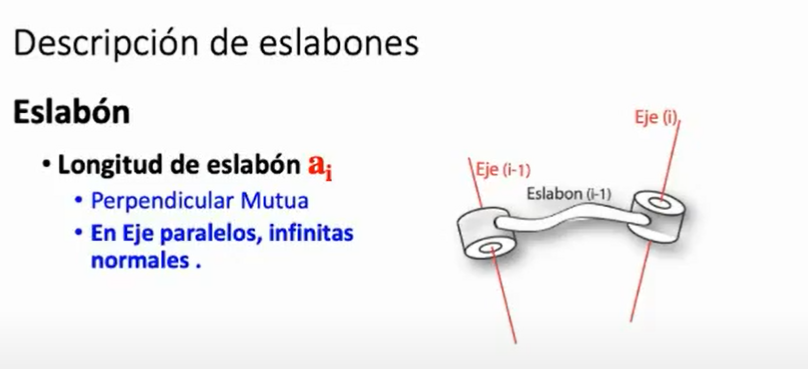 Descripción de eslabones
Eslabón
• Longitud de eslabón aᵢ
• Perpendicular Mutua
• En Eje paralelos, infinitas
normales .
Eje (i)
Eje (i-1)
Eslabon (i-1)